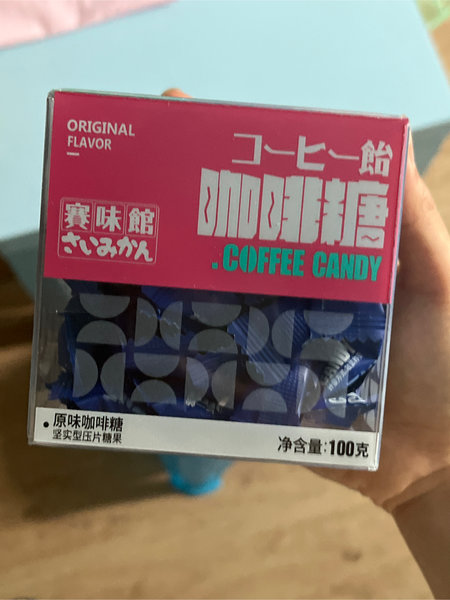 ORIGINAL
FLAVOR
コーヒー飴
咖啡糖
.COFFEE CANDY
賽味館
さいみかん
原味咖啡糖
坚实型压片糖果
净含量:100克